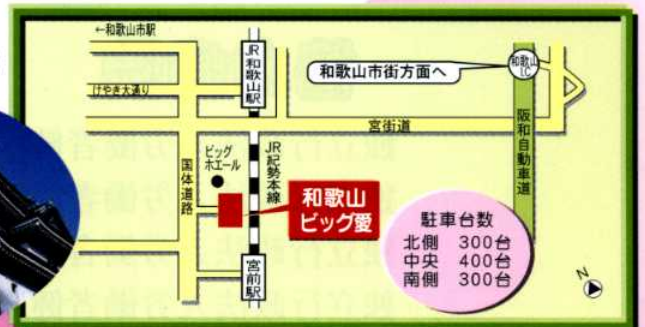 ←和歌山市駅
JR和歌山駅
和歌山I.C
和歌山市街方面へ
けやき大通り
宮街道
阪和自動車道
国体道路
ビッグ
ホエール
JR紀勢本線
和歌山
ビッグ愛
駐車台数
北側 300台
中央 400台
南側 300台
宮前駅
N